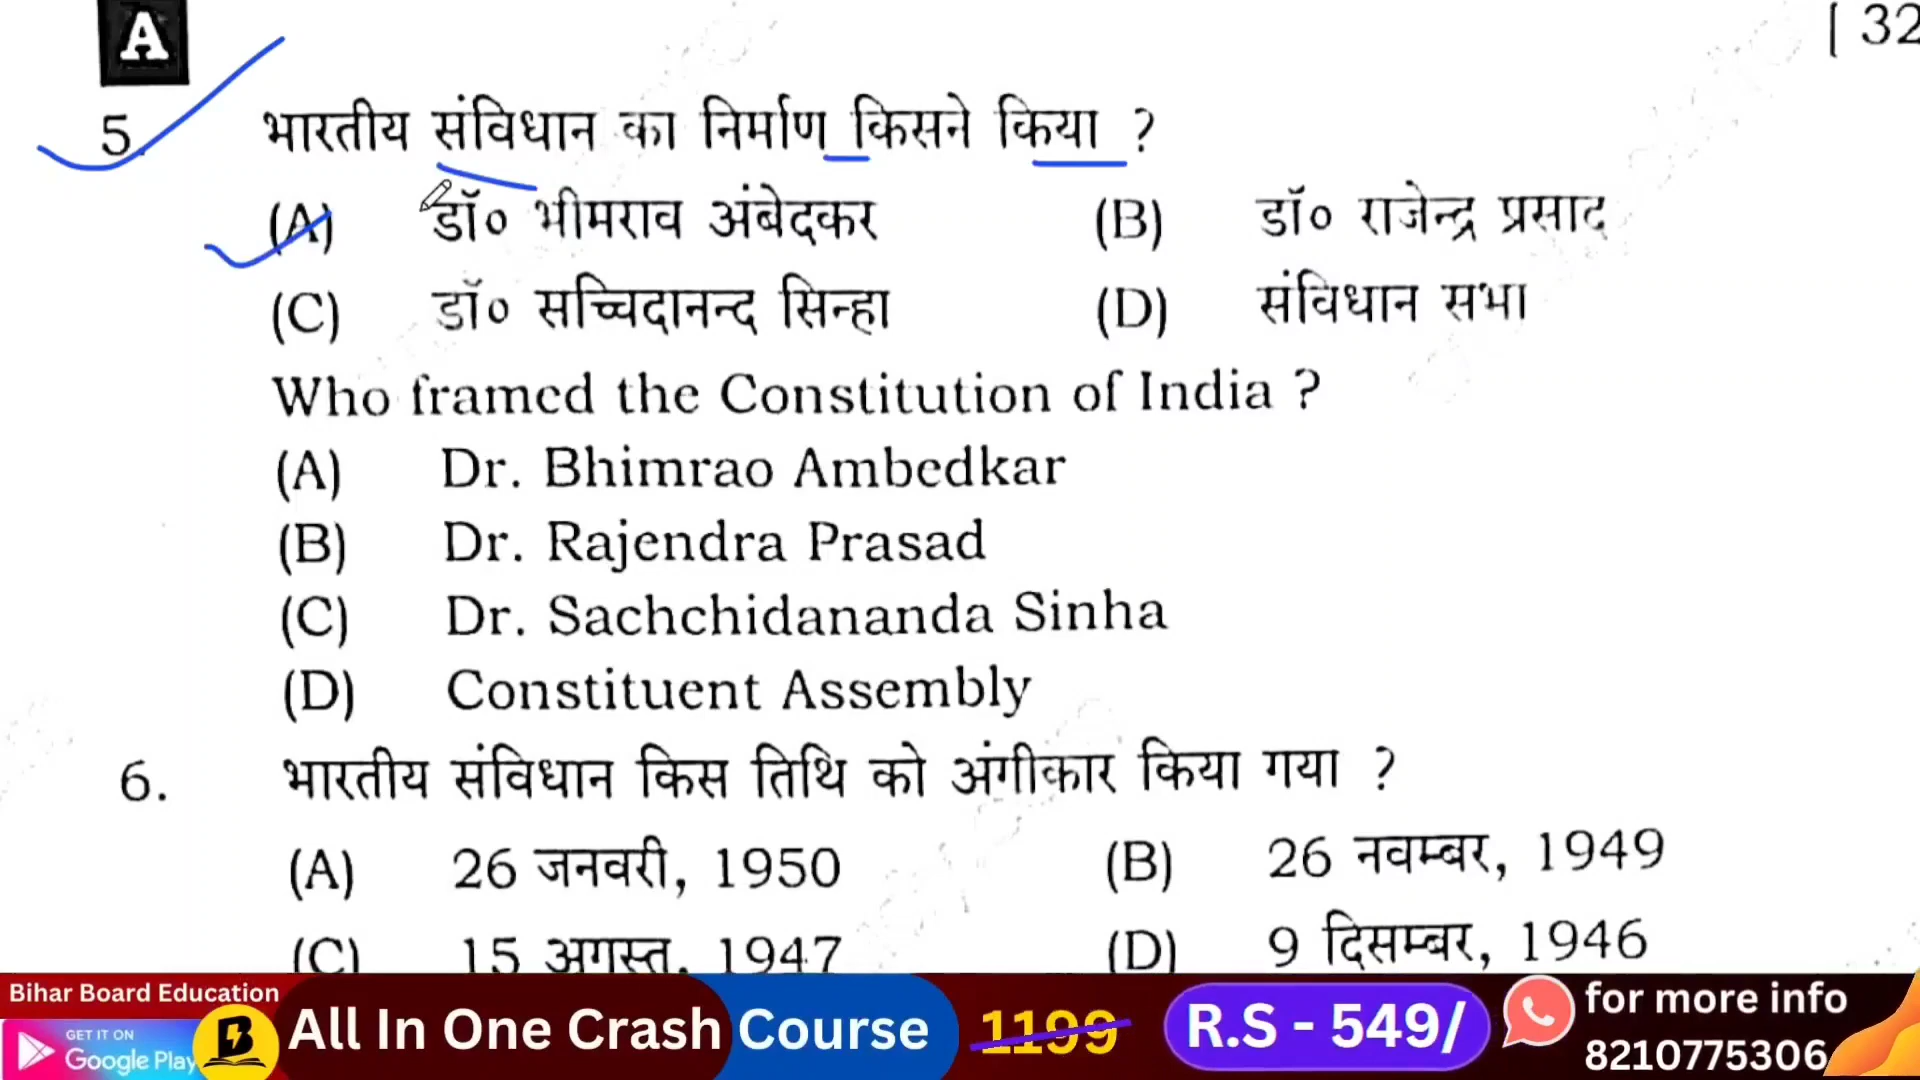 A
[ 32
5. भारतीय संविधान का निर्माण किसने किया ?
(A) डॉ० भीमराव अंबेदकर (B) डॉ० राजेन्द्र प्रसाद
(C) डॉ० सच्चिदानन्द सिन्हा (D) संविधान सभा
Who framed the Constitution of India ?
(A) Dr. Bhimrao Ambedkar
(B) Dr. Rajendra Prasad
(C) Dr. Sachchidananda Sinha
(D) Constituent Assembly
6. भारतीय संविधान किस तिथि को अंगीकार किया गया ?
(A) 26 जनवरी, 1950 (B) 26 नवम्बर, 1949
(C) 15 अगस्त, 1947 (D) 9 दिसम्बर, 1946
Bihar Board Education
GET IT ON
Google Play
B
All In One Crash Course 1199 R.S - 549/
for more info
8210775306